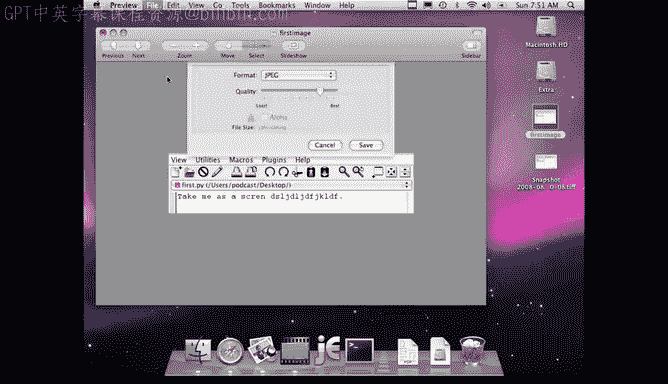 GPT中英字幕课程资源@bilibili.com
Preview File Edit View Go Tools Bookmarks Window Help
Sun 7:51 AM
firstImage
Previous Next Zoom Move Select Slideshow Sidebar
Format: JPEG
Quality:
Least Best
Alpha
File Size:
Cancel Save
View Utilities Macros Plugins Help
first.py (/Users/podcast/Desktop/)
Take me as a scren dsljdljdfjkldf.
Macintosh HD
Extra
firstImage
Snapshot